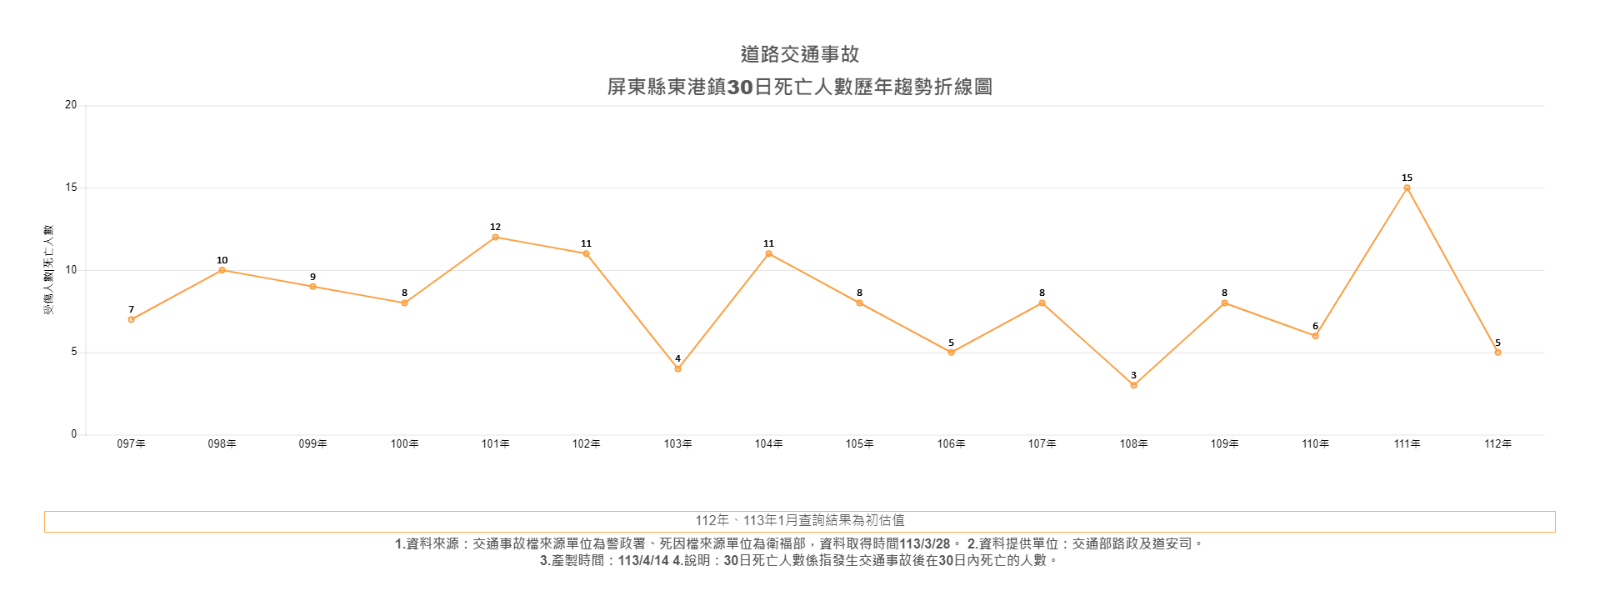 道路交通事故
屏東縣東港鎮30日死亡人數歷年趨勢折線圖
20
15
10
5
0
受傷人數|死亡人數
7
10
9
8
12
11
4
11
8
5
8
3
8
6
15
5
097年
098年
099年
100年
101年
102年
103年
104年
105年
106年
107年
108年
109年
110年
111年
112年
112年、113年1月查詢結果為初估值
1.資料來源：交通事故檔來源單位為警政署、死因檔來源單位為衛福部，資料取得時間113/3/28。 2.資料提供單位：交通部路政及道安司。
3.產製時間：113/4/14 4.說明：30日死亡人數係指發生交通事故後在30日內死亡的人數。